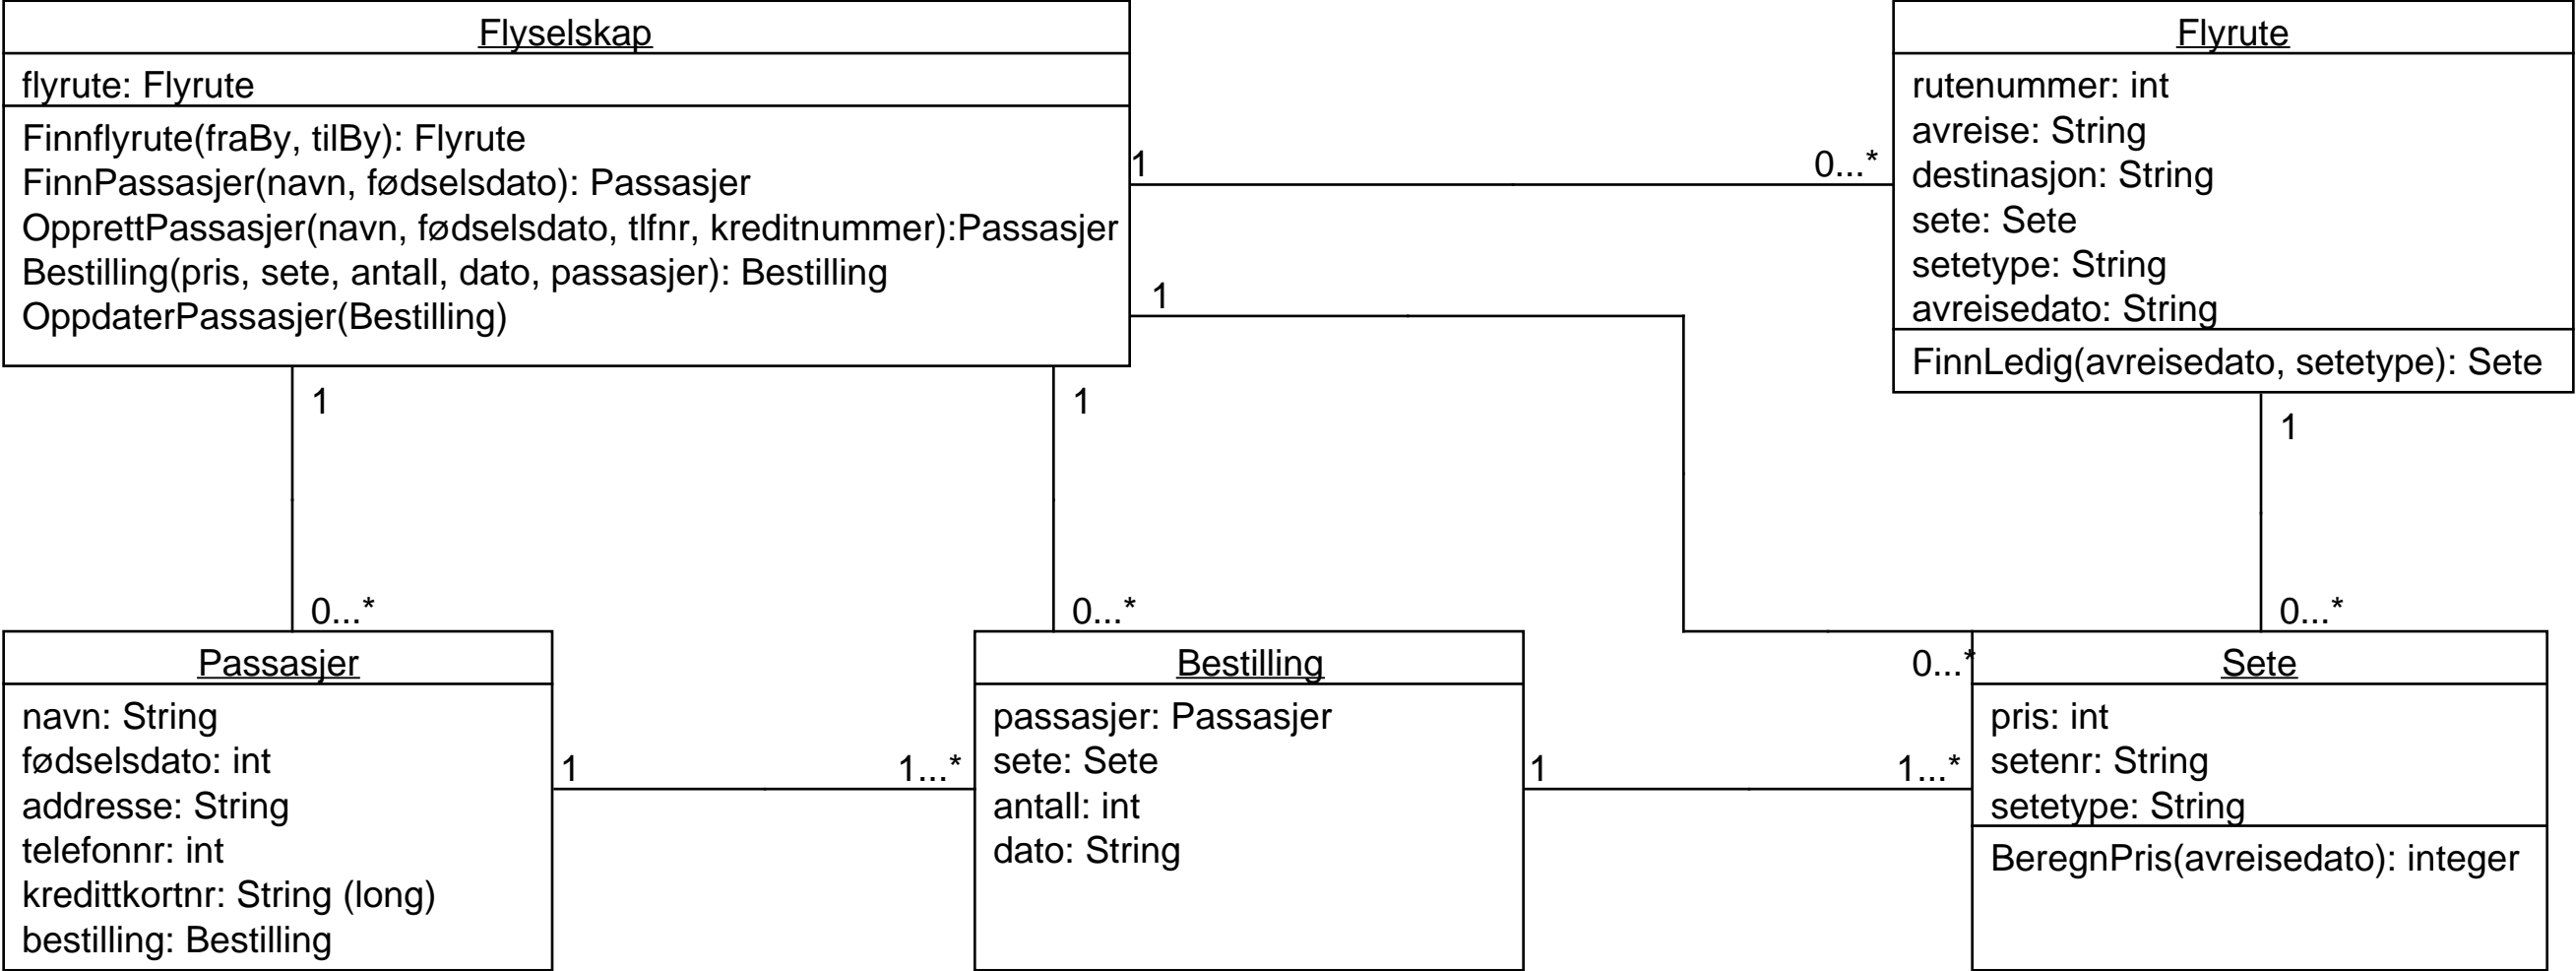 Flyselskap
flyrute: Flyrute
Finnflyrute(fraBy, tilBy): Flyrute
FinnPassasjer(navn, fødselsdato): Passasjer
OpprettPassasjer(navn, fødselsdato, tlfnr, kreditnummer):Passasjer
Bestilling(pris, sete, antall, dato, passasjer): Bestilling
OppdaterPassasjer(Bestilling)
1
0...*
1
1
1
Flyrute
rutenummer: int
avreise: String
destinasjon: String
sete: Sete
setetype: String
avreisedato: String
FinnLedig(avreisedato, setetype): Sete
1
0...*
0...*
0...*
0...*
Passasjer
navn: String
fødselsdato: int
addresse: String
telefonnr: int
kredittkortnr: String (long)
bestilling: Bestilling
1
1...*
Bestilling
passasjer: Passasjer
sete: Sete
antall: int
dato: String
1
1...*
Sete
pris: int
setenr: String
setetype: String
BeregnPris(avreisedato): integer